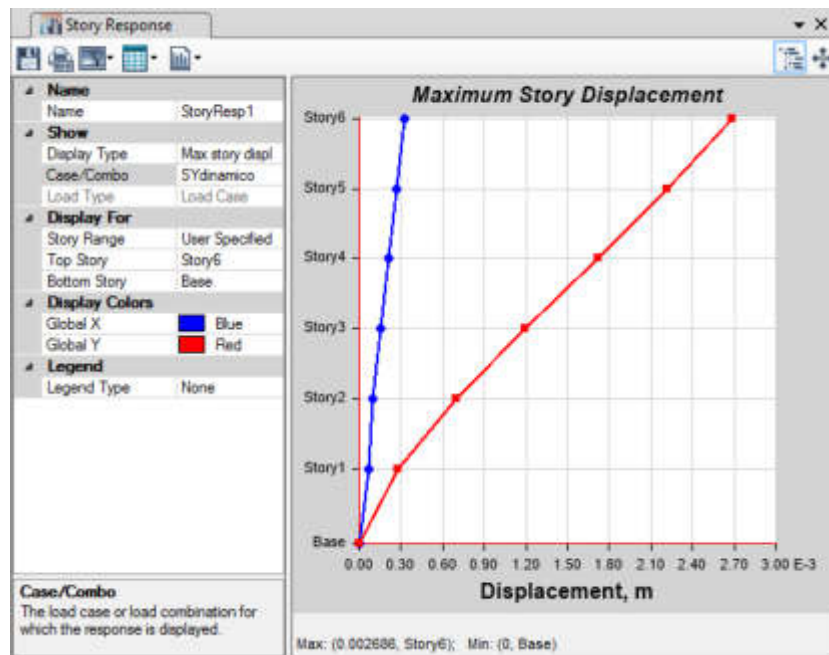 Story Response
Name
Name StoryResp1
Show
Display Type Max story displ
Case/Combo SYdinamico
Load Type Load Case
Display For
Story Range User Specified
Top Story Story6
Bottom Story Base
Display Colors
Global X Blue
Global Y Red
Legend
Legend Type None
Case/Combo
The load case or load combination for
which the response is displayed.
Maximum Story Displacement
Story6
Story5
Story4
Story3
Story2
Story1
Base
0.00 0.30 0.60 0.90 1.20 1.50 1.80 2.10 2.40 2.70 3.00 E-3
Displacement, m
Max: (0.002686, Story6); Min: (0, Base)